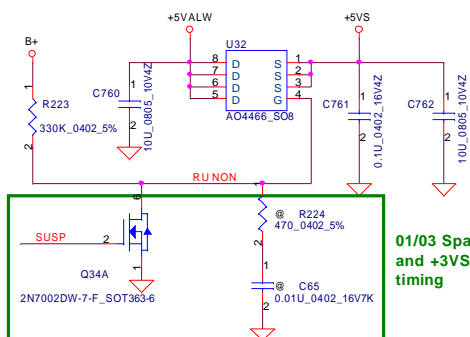 +5VALW
+5VS
B+
U32
8 D S 1
7 D S 2
6 D S 3
5 D G 4
AO4466_SO8
1
R223
330K_0402_5%
2
1
C760
10U_0805_10V4Z
2
1
C761
0.1U_0402_16V4Z
2
1
C762
10U_0805_10V4Z
2
RUNON
6
SUSP
2
1
Q34A
2N7002DW-7-F_SOT363-6
1
@ R224
470_0402_5%
2
1
@ C65
0.01U_0402_16V7K
2
01/03 Spa
and +3VS
timing